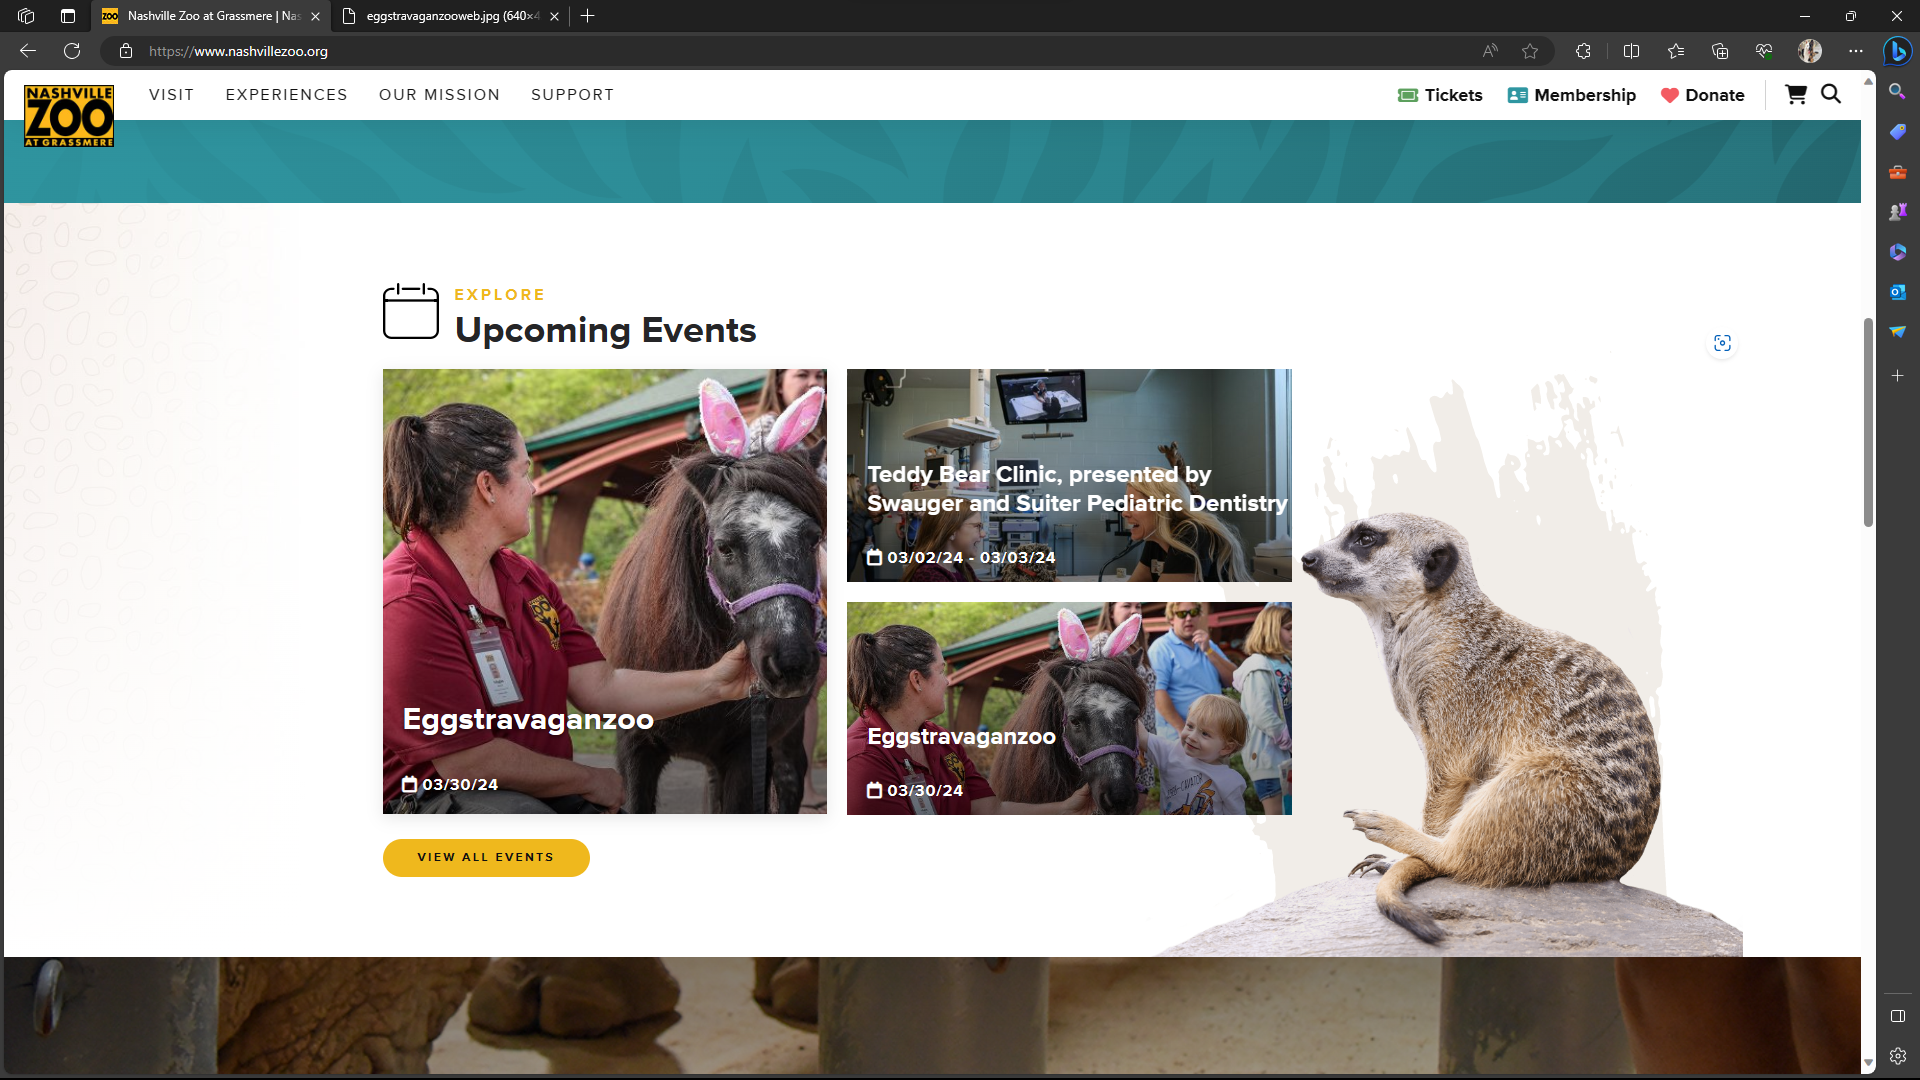 Nashville Zoo at Grassmere | Nas
eggstravaganzooweb.jpg (640×4
https://www.nashvillezoo.org
NASHVILLE
ZOO
AT GRASSMERE
VISIT
EXPERIENCES
OUR MISSION
SUPPORT
Tickets
Membership
Donate
EXPLORE
Upcoming Events
Eggstravaganzoo
03/30/24
Teddy Bear Clinic, presented by
Swauger and Suiter Pediatric Dentistry
03/02/24 - 03/03/24
Eggstravaganzoo
03/30/24
VIEW ALL EVENTS